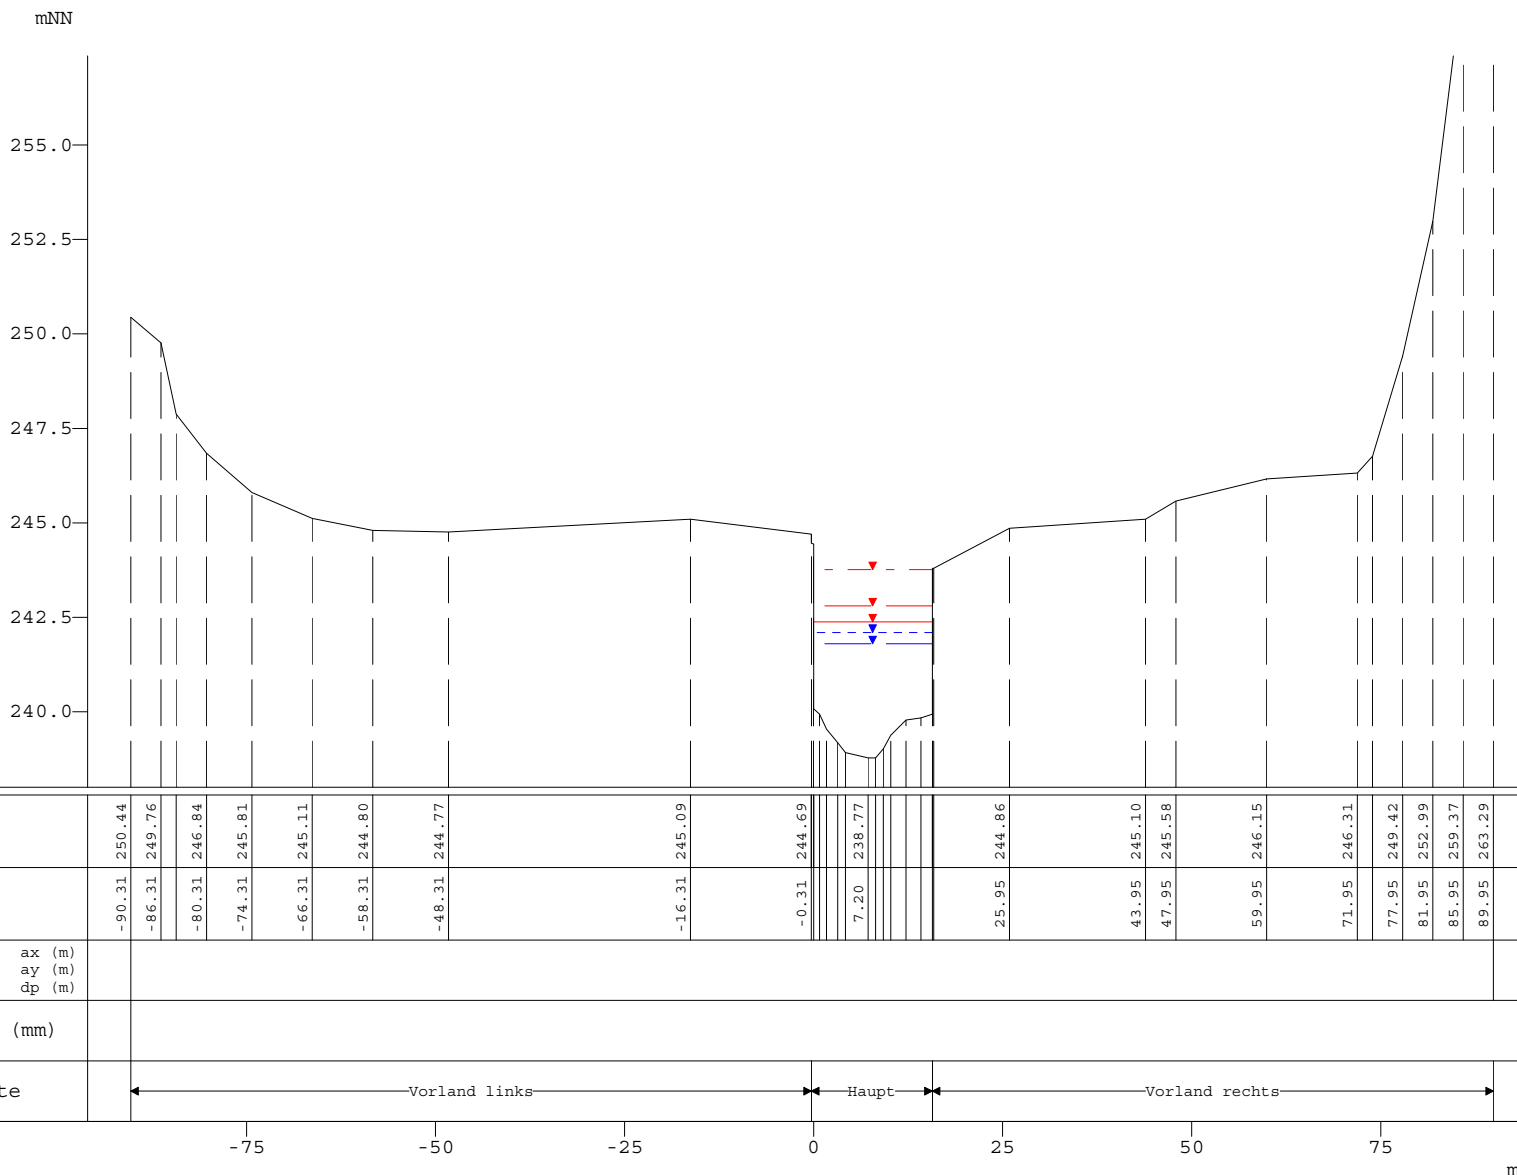 mNN
255.0
252.5
250.0
247.5
245.0
242.5
240.0
250.44 249.76 246.84 245.81 245.11 244.80 244.77 245.09 244.69 238.77 244.86 245.10 245.58 246.15 246.31 249.42 252.99 259.37 263.29
-90.31 -86.31 -80.31 -74.31 -66.31 -58.31 -48.31 -16.31 -0.31 7.20 25.95 43.95 47.95 59.95 71.95 77.95 81.95 85.95 89.95
ax (m)
ay (m)
dp (m)
(mm)
te Vorland links Haupt Vorland rechts
-75 -50 -25 0 25 50 75
m